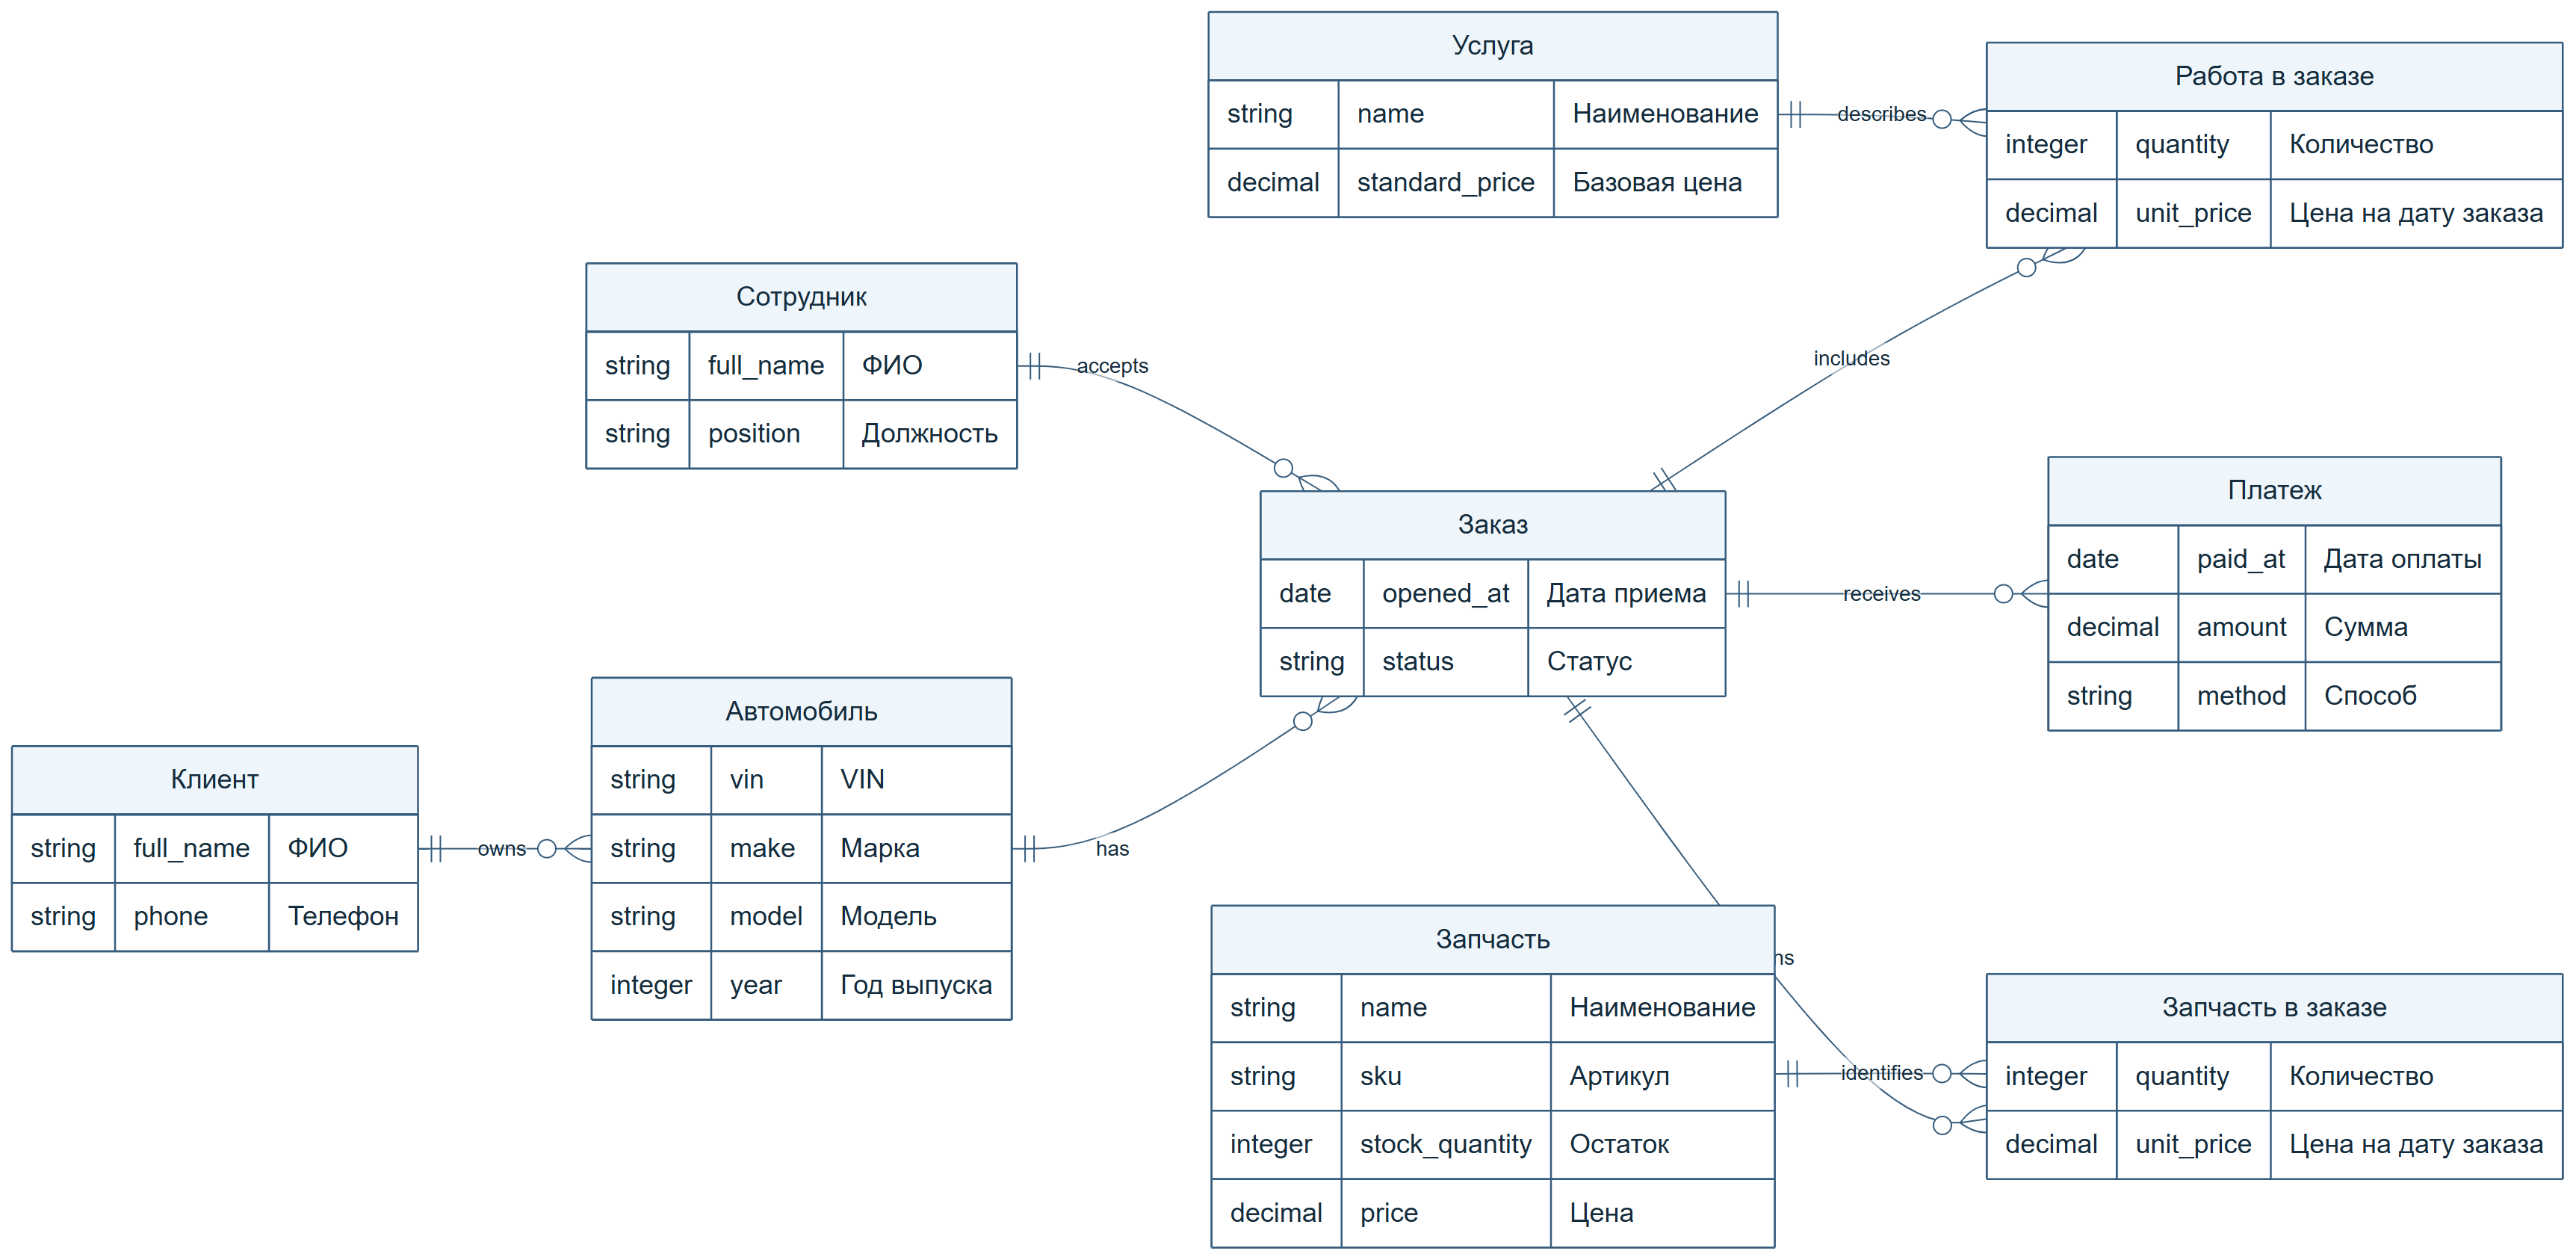 Услуга
string name Наименование
decimal standard_price Базовая цена
describes
Работа в заказе
integer quantity Количество
decimal unit_price Цена на дату заказа
Сотрудник
string full_name ФИО
string position Должность
accepts
includes
Заказ
date opened_at Дата приема
string status Статус
receives
Платеж
date paid_at Дата оплаты
decimal amount Сумма
string method Способ
Клиент
string full_name ФИО
string phone Телефон
owns
Автомобиль
string vin VIN
string make Марка
string model Модель
integer year Год выпуска
has
Запчасть
string name Наименование
string sku Артикул
integer stock_quantity Остаток
decimal price Цена
identifies
Запчасть в заказе
integer quantity Количество
decimal unit_price Цена на дату заказа